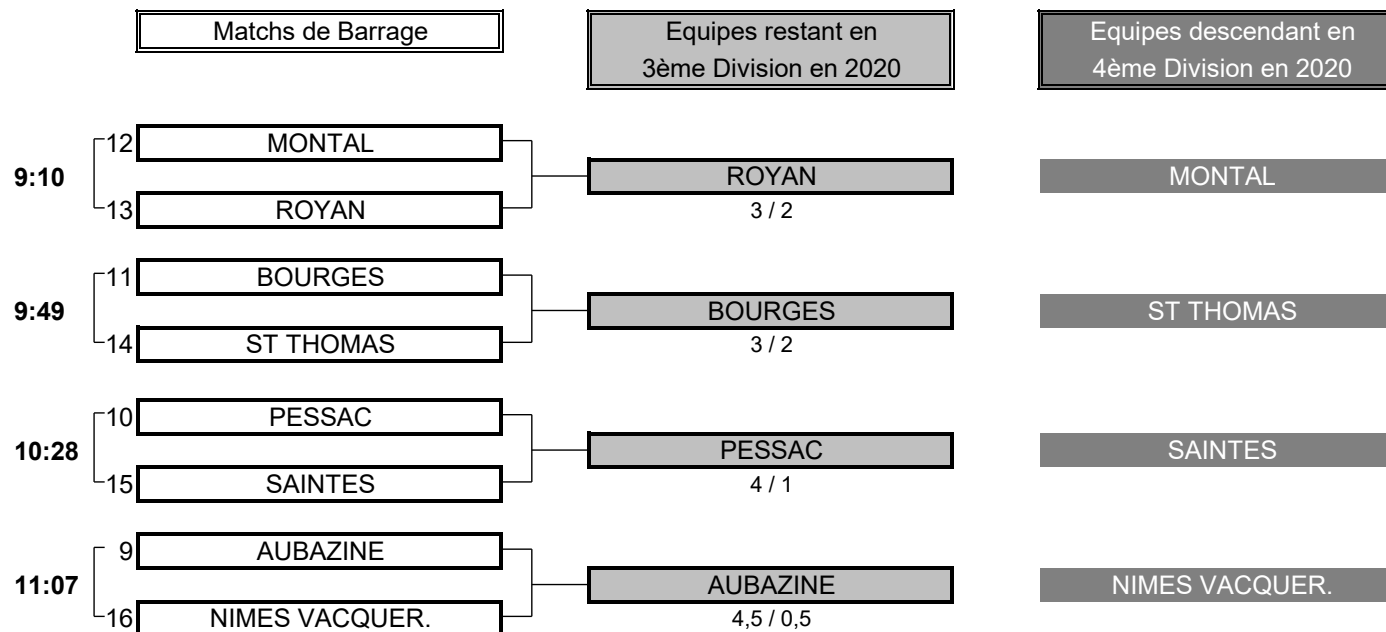 Matchs de Barrage
Equipes restant en
3ème Division en 2020
Equipes descendant en
4ème Division en 2020
9:10
12 MONTAL
13 ROYAN
ROYAN
3 / 2
MONTAL
9:49
11 BOURGES
14 ST THOMAS
BOURGES
3 / 2
ST THOMAS
10:28
10 PESSAC
15 SAINTES
PESSAC
4 / 1
SAINTES
11:07
9 AUBAZINE
16 NIMES VACQUER.
AUBAZINE
4,5 / 0,5
NIMES VACQUER.